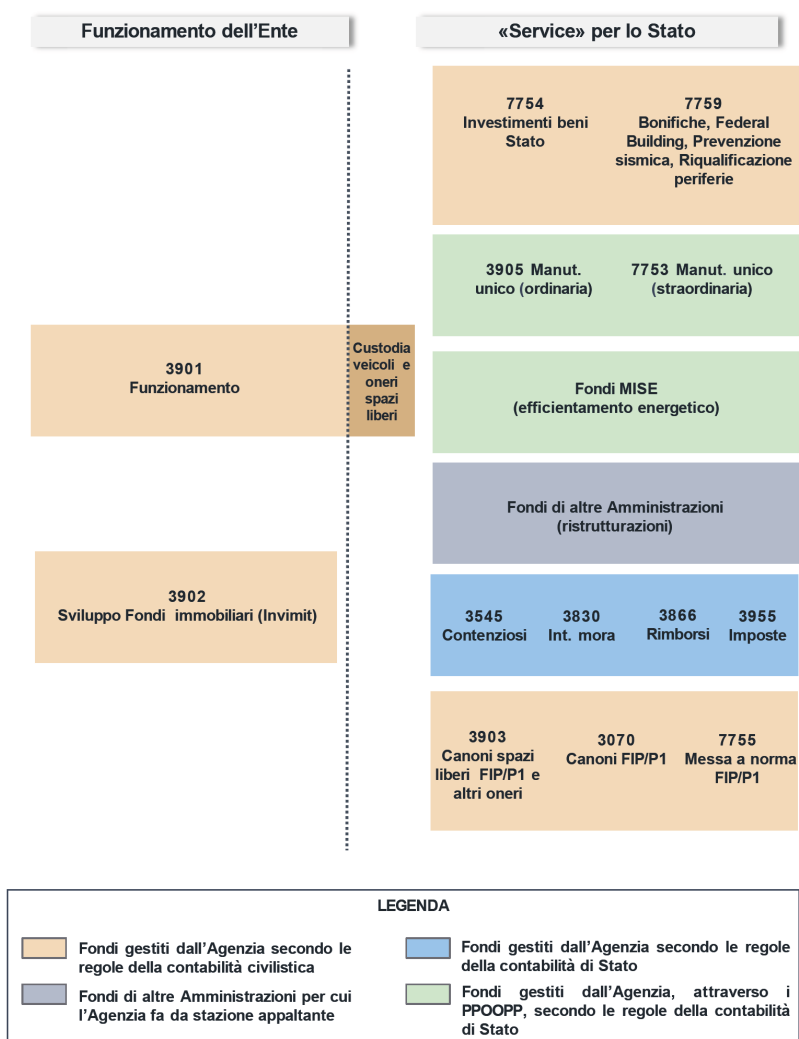 Funzionamento dell'Ente
«Service» per lo Stato
7754
Investimenti beni
Stato
7759
Bonifiche, Federal
Building, Prevenzione
sismica, Riqualificazione
periferie
3905 Manut.
unico (ordinaria)
7753 Manut. unico
(straordinaria)
3901
Funzionamento
Custodia
veicoli e
oneri
spazi
liberi
Fondi MISE
(efficientamento energetico)
Fondi di altre Amministrazioni
(ristrutturazioni)
3902
Sviluppo Fondi immobiliari (Invimit)
3545
Contenziosi
3830
Int. mora
3866
Rimborsi
3955
Imposte
3903
Canoni spazi
liberi FIP/P1 e
altri oneri
3070
Canoni FIP/P1
7755
Messa a norma
FIP/P1
LEGENDA
Fondi gestiti dall'Agenzia secondo le
regole della contabilità civilistica
Fondi di altre Amministrazioni per cui
l'Agenzia fa da stazione appaltante
Fondi gestiti dall'Agenzia secondo le regole
della contabilità di Stato
Fondi gestiti dall'Agenzia, attraverso i
PPOOPP, secondo le regole della contabilità
di Stato